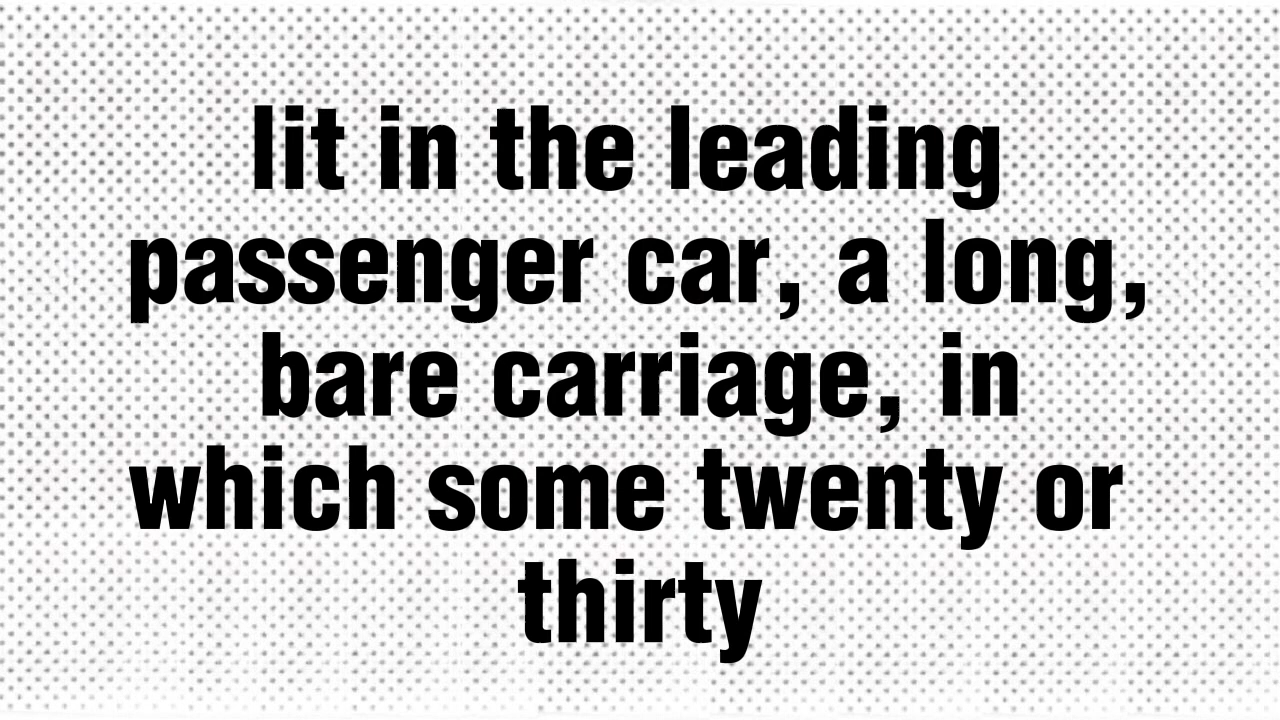 lit in the leading
passenger car, a long,
bare carriage, in
which some twenty or
thirty